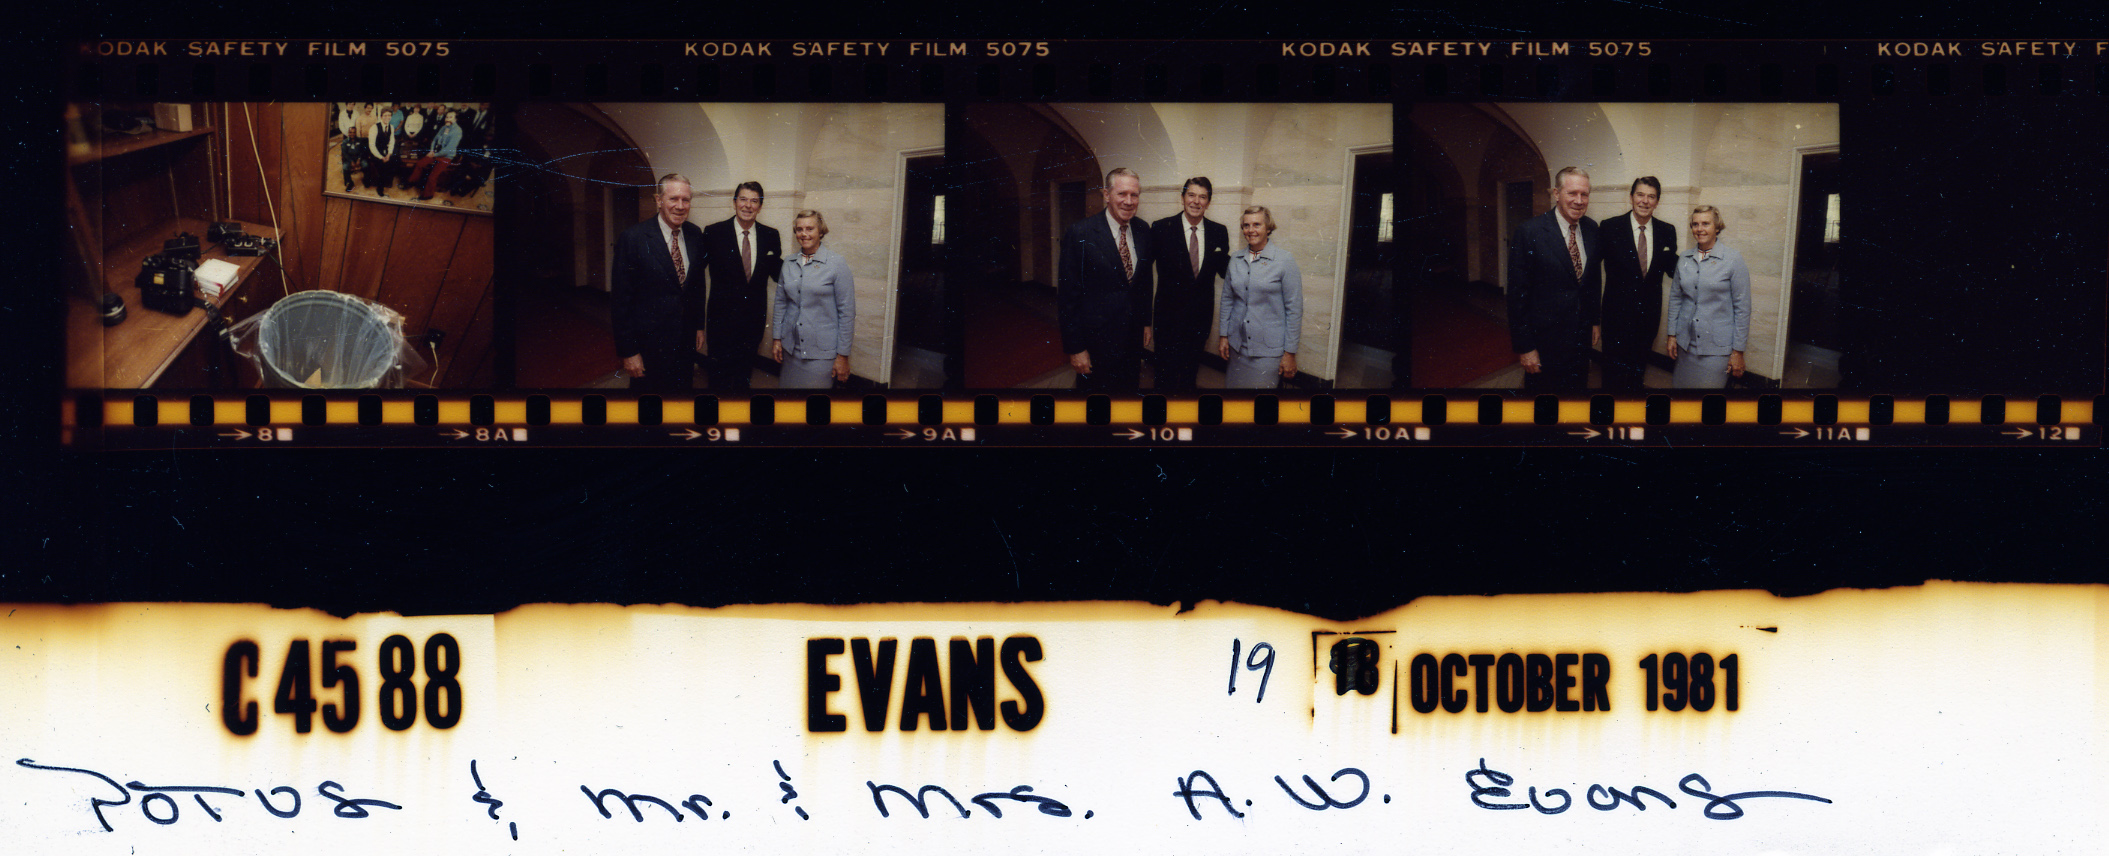 KODAK SAFETY FILM 5075 KODAK SAFETY FILM 5075 KODAK SAFETY FILM 5075 KODAK SAFETY F
→8 →8A →9 →9A →10 →10A →11 →11A →12
C4588 EVANS 19 18 OCTOBER 1981
POTUS & Mr. & Mrs. A. W. Evans